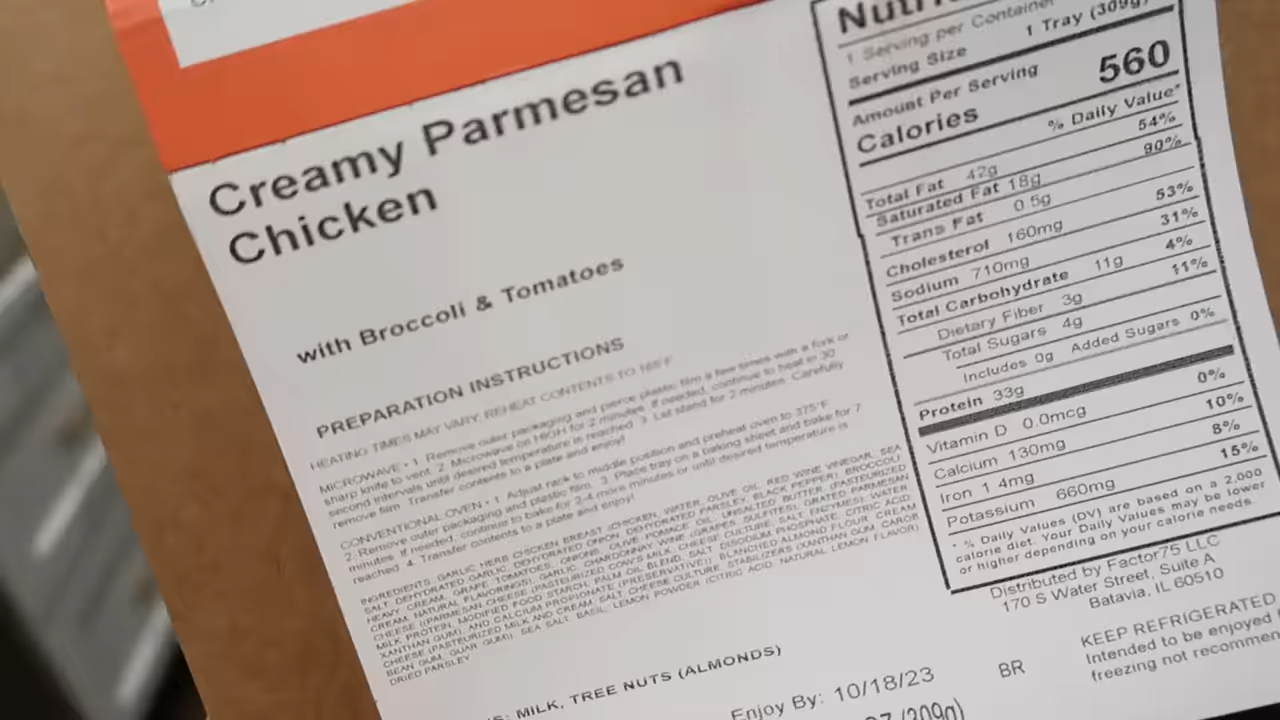 Creamy Parmesan
Chicken
with Broccoli & Tomatoes
PREPARATION INSTRUCTIONS
HEATING TIMES MAY VARY. REHEAT CONTENTS TO 165°F
MICROWAVE • 1. Remove outer packaging and pierce plastic film a few times with a fork or
sharp knife to vent. 2. Microwave on HIGH for 2 minutes. If needed, continue to heat in 30
second intervals until desired temperature is reached. 3. Let stand for 2 minutes. Carefully
remove film. Transfer contents to a plate and enjoy!
CONVENTIONAL OVEN • 1. Adjust rack to middle position and preheat oven to 375°F
2. Remove outer packaging and plastic film. 3. Place tray on a baking sheet and bake for 7
minutes. If needed, continue to bake for 2-4 more minutes or until desired temperature is
reached. 4. Transfer contents to a plate and enjoy!
INGREDIENTS: GARLIC HERB CHICKEN BREAST (CHICKEN, WATER, OLIVE OIL, RED WINE VINEGAR, SEA
SALT, DEHYDRATED GARLIC, DEHYDRATED ONION, DEHYDRATED PARSLEY, BLACK PEPPER), BROCCOLI,
HEAVY CREAM, GRAPE TOMATOES, ONIONS, OLIVE POMACE OIL, UNSALTED BUTTER, (PASTEURIZED
CREAM, NATURAL FLAVORINGS), GARLIC, CHARDONNAY WINE (GRAPES, SULFITES), GRATED PARMESAN
CHEESE ((PARMESAN CHEESE (PASTEURIZED COW'S MILK, CHEESE CULTURE, SALT, ENZYMES), WATER,
MILK PROTEIN, MODIFIED FOOD STARCH, PALM OIL BLEND, SALT, DISODIUM PHOSPHATE, CITRIC ACID,
XANTHAN GUM), AND CALCIUM PROPIONATE (PRESERVATIVE)), BLANCHED ALMOND FLOUR, CREAM
CHEESE (PASTEURIZED MILK AND CREAM, SALT, CHEESE CULTURE, STABILIZERS (XANTHAN GUM, CAROB
BEAN GUM, GUAR GUM)), SEA SALT, BASIL, LEMON POWDER (CITRIC ACID, NATURAL LEMON FLAVOR)
DRIED PARSLEY
MILK, TREE NUTS (ALMONDS)
Enjoy By: 10/18/23
BR
(309g)
1 Serving per Container
Serving Size 1 Tray (309g)
Amount Per Serving
Calories 560
% Daily Value*
Total Fat 42g 54%
Saturated Fat 18g 90%
Trans Fat 0.5g
Cholesterol 160mg 53%
Sodium 710mg 31%
Total Carbohydrate 11g 4%
Dietary Fiber 3g 11%
Total Sugars 4g
Includes 0g Added Sugars 0%
Protein 33g
Vitamin D 0.0mcg 0%
Calcium 130mg 10%
Iron 1.4mg 8%
Potassium 660mg 15%
* % Daily Values (DV) are based on a 2,000
calorie diet. Your Daily Values may be lower
or higher depending on your calorie needs.
Distributed by Factor75 LLC
170 S Water Street, Suite A
Batavia, IL 60510
KEEP REFRIGERATED
Intended to be enjoyed
freezing not